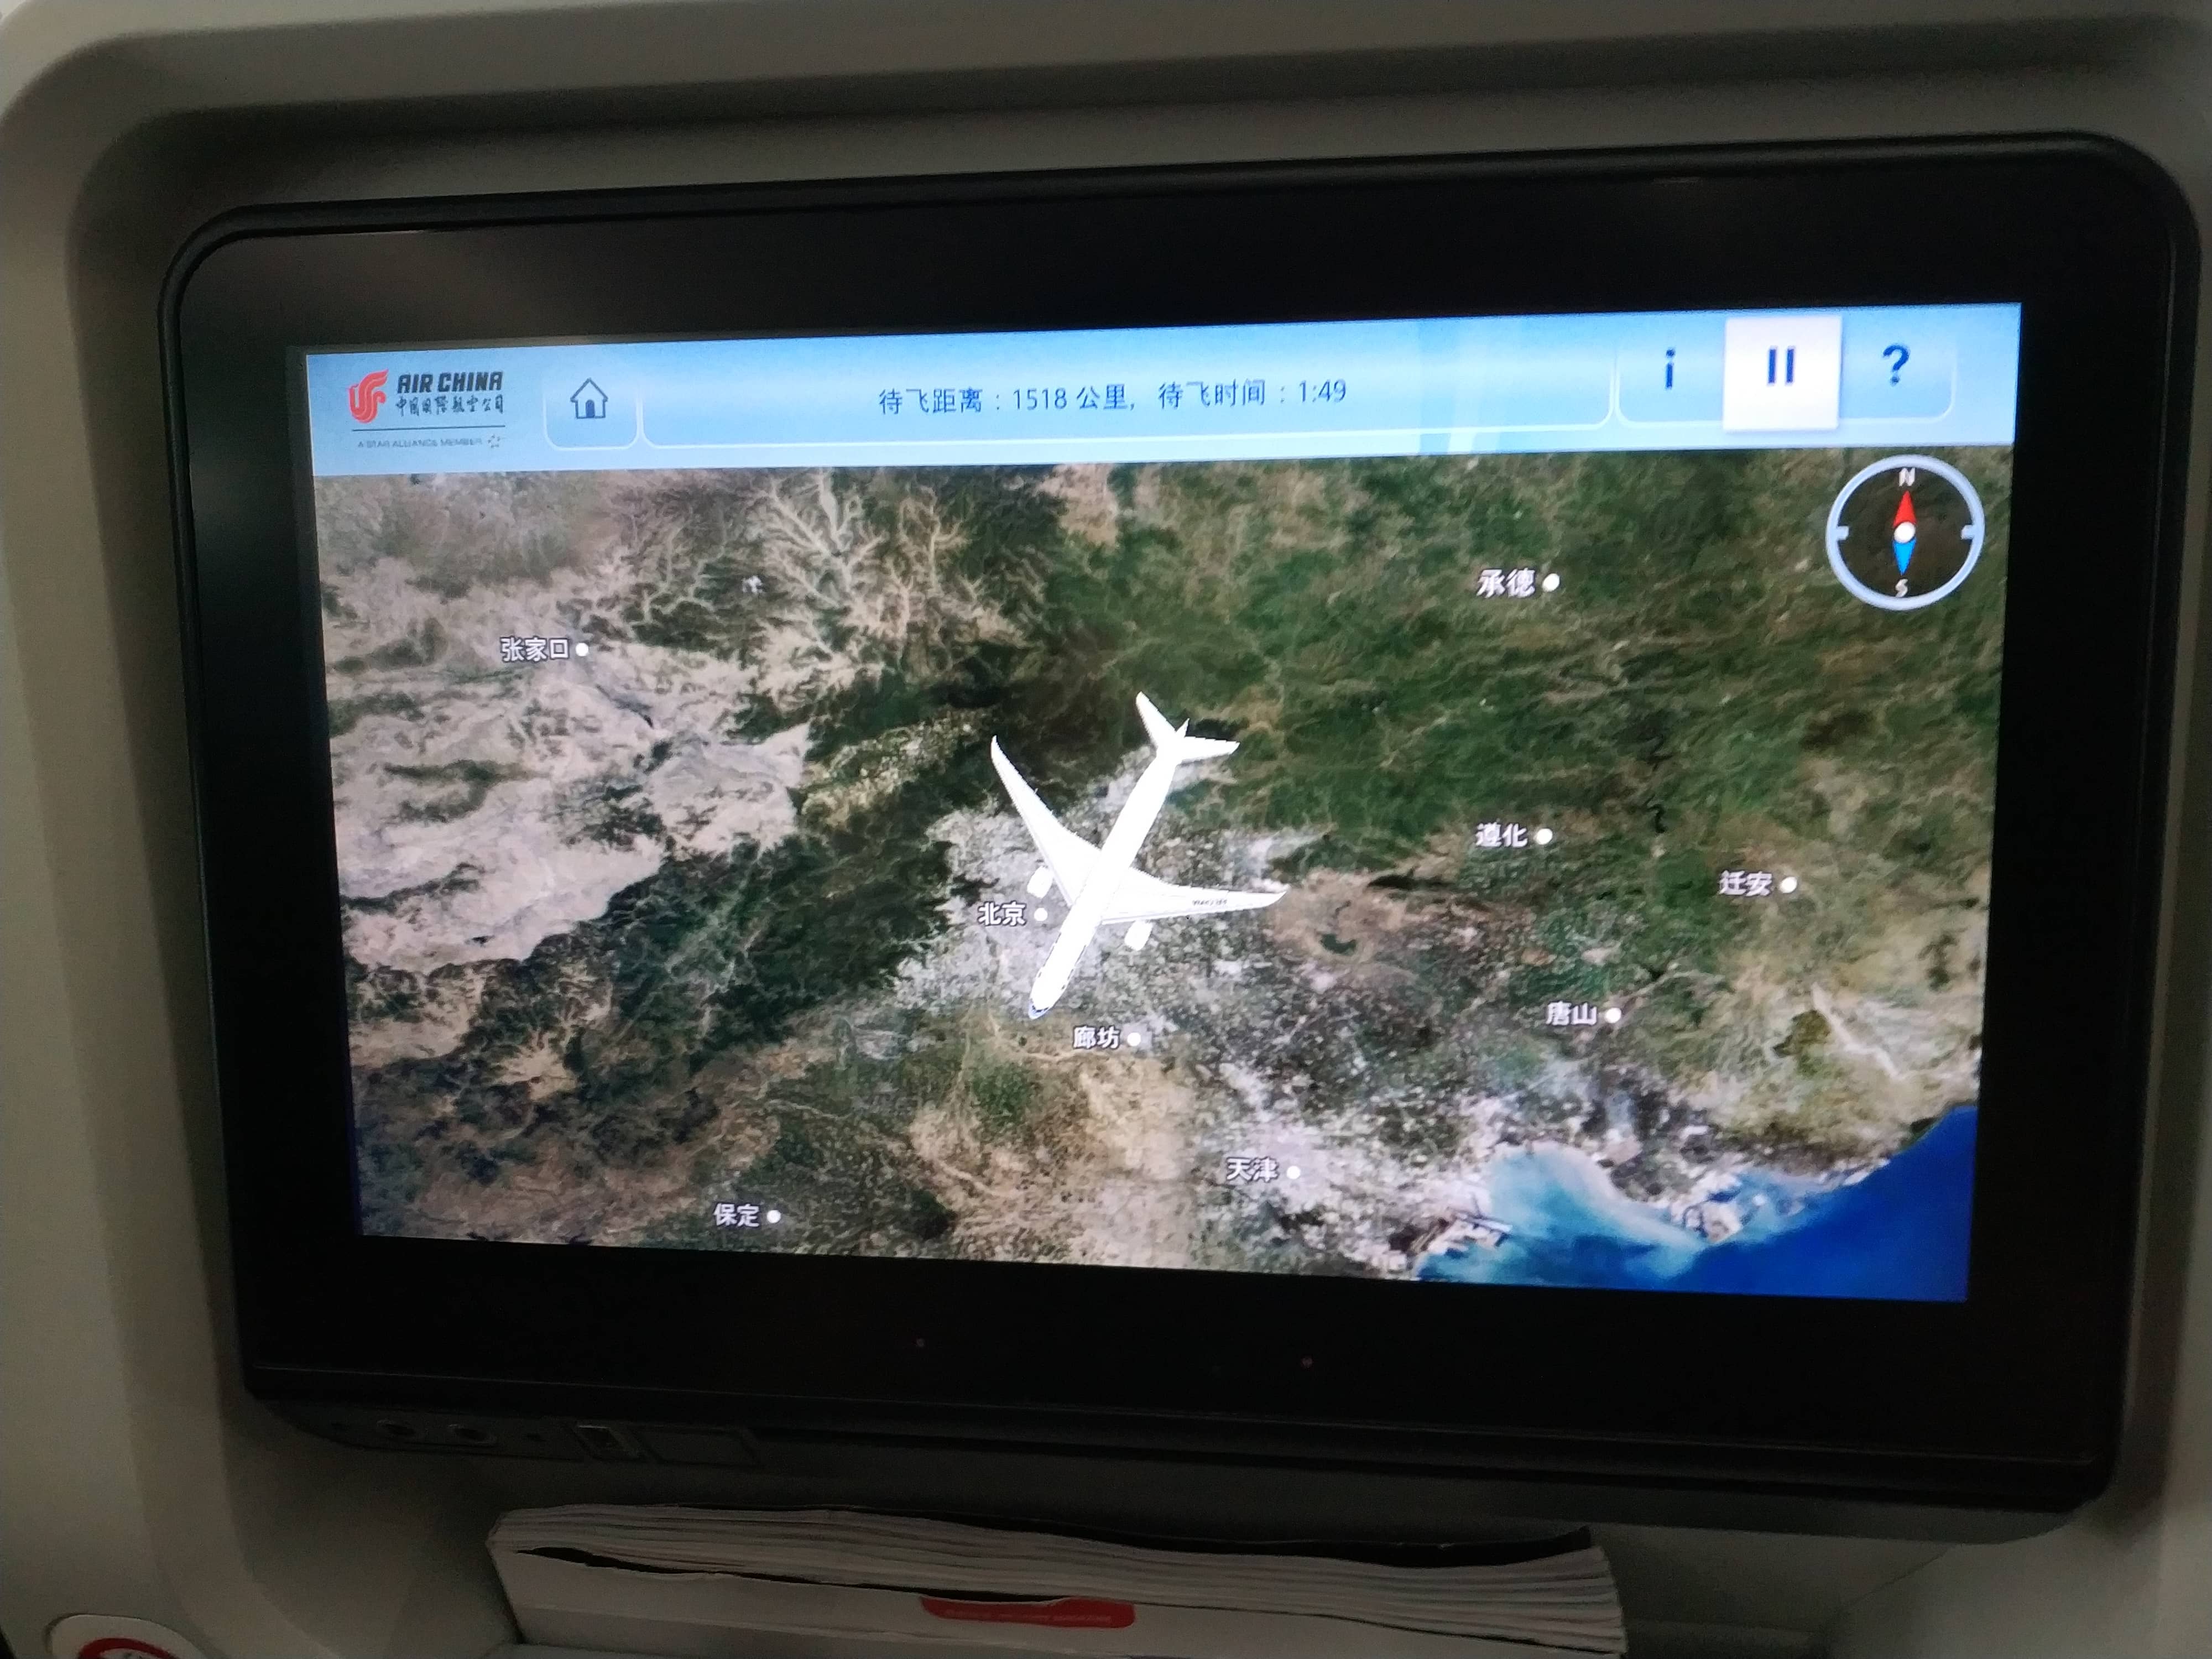 AIR CHINA
中国国际航空公司
A STAR ALLIANCE MEMBER
待飞距离：1518 公里, 待飞时间：1:49
i
?
N
S
承德
张家口
遵化
迁安
北京
唐山
廊坊
天津
保定